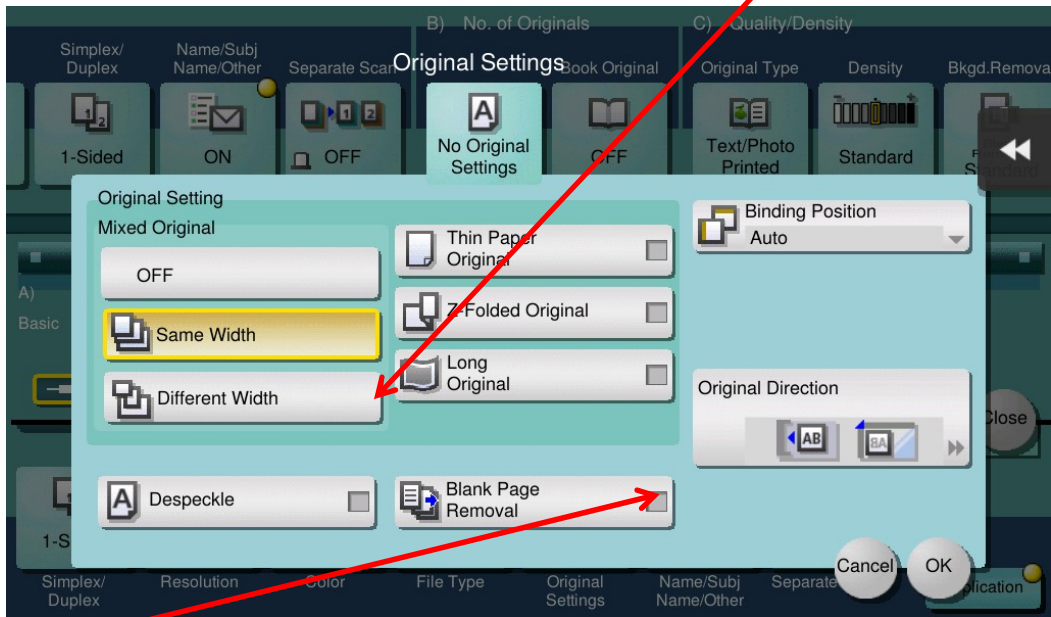 B) No. of Originals
C) Quality/Density
Simplex/
Duplex
Name/Subj
Name/Other
Separate Scan
Original Settings
Book Original
Original Type
Density
Bkgd.Remova
1-Sided
ON
OFF
No Original
Settings
OFF
Text/Photo
Printed
Standard
Original Setting
Mixed Original
OFF
Same Width
Different Width
Thin Paper
Original
Z-Folded Original
Long
Original
Binding Position
Auto
Original Direction
AB
A)
Basic
Close
Despeckle
Blank Page
Removal
1-S
Cancel
OK
Simplex/
Duplex
Resolution
Color
File Type
Original
Settings
Name/Subj
Name/Other
Separate
plication